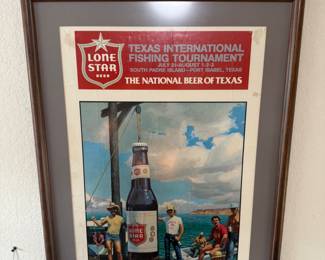 LONE
STAR
BEER
TEXAS INTERNATIONAL
FISHING TOURNAMENT
SOUTH PADRE ISLAND - PORT ISABEL, TEXAS
THE NATIONAL BEER OF TEXAS
LONE
STAR